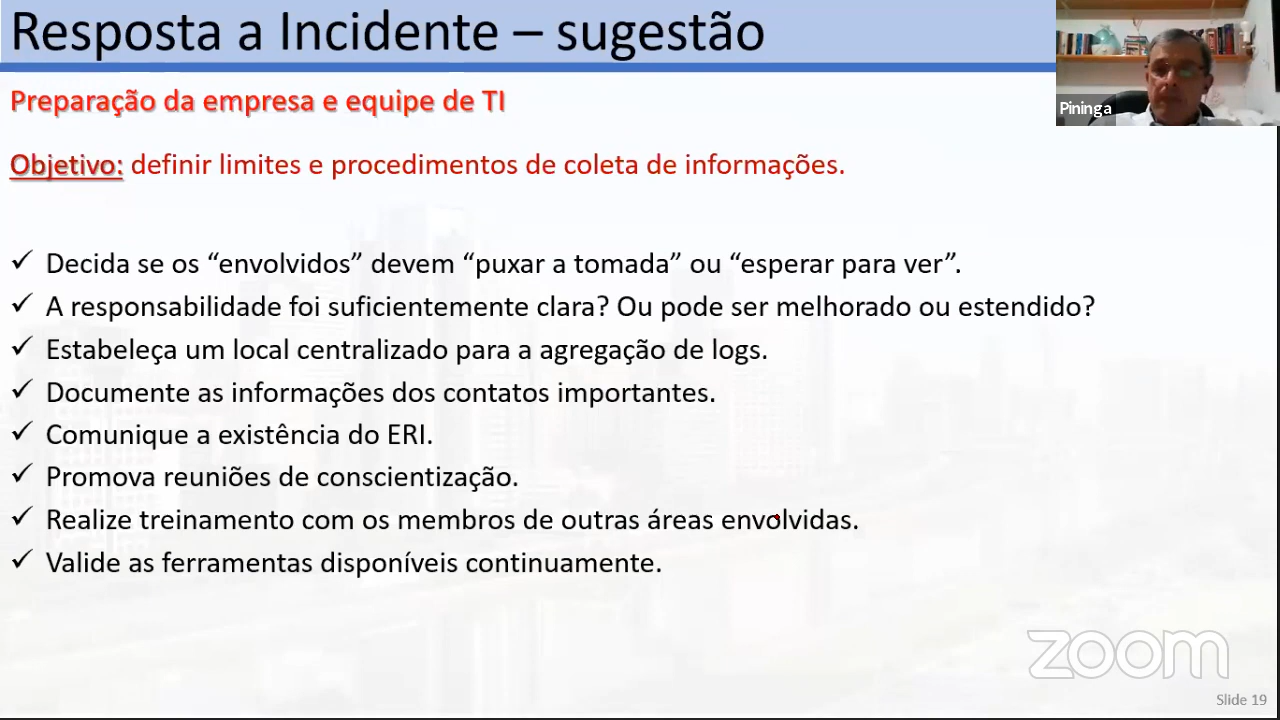 Resposta a Incidente – sugestão
Pininga
Preparação da empresa e equipe de TI
Objetivo: definir limites e procedimentos de coleta de informações.
✓ Decida se os “envolvidos” devem “puxar a tomada” ou “esperar para ver”.
✓ A responsabilidade foi suficientemente clara? Ou pode ser melhorado ou estendido?
✓ Estabeleça um local centralizado para a agregação de logs.
✓ Documente as informações dos contatos importantes.
✓ Comunique a existência do ERI.
✓ Promova reuniões de conscientização.
✓ Realize treinamento com os membros de outras áreas envolvidas.
✓ Valide as ferramentas disponíveis continuamente.
zoom
Slide 19